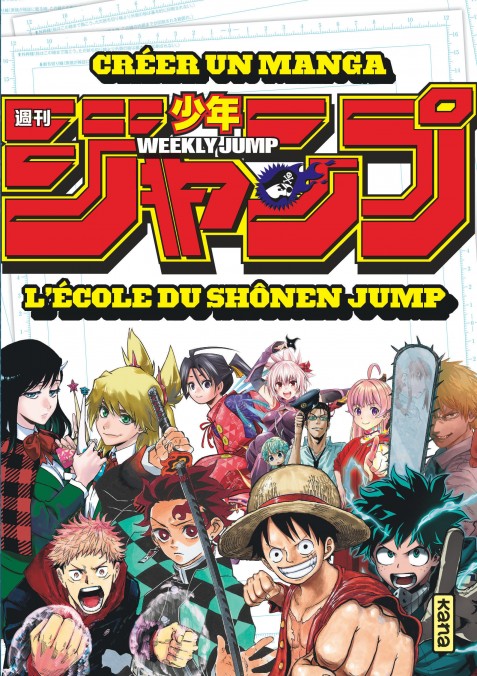 CRÉER UN MANGA
週刊
少年
WEEKLY JUMP
ジャンプ
L'ÉCOLE DU SHÔNEN JUMP
kana